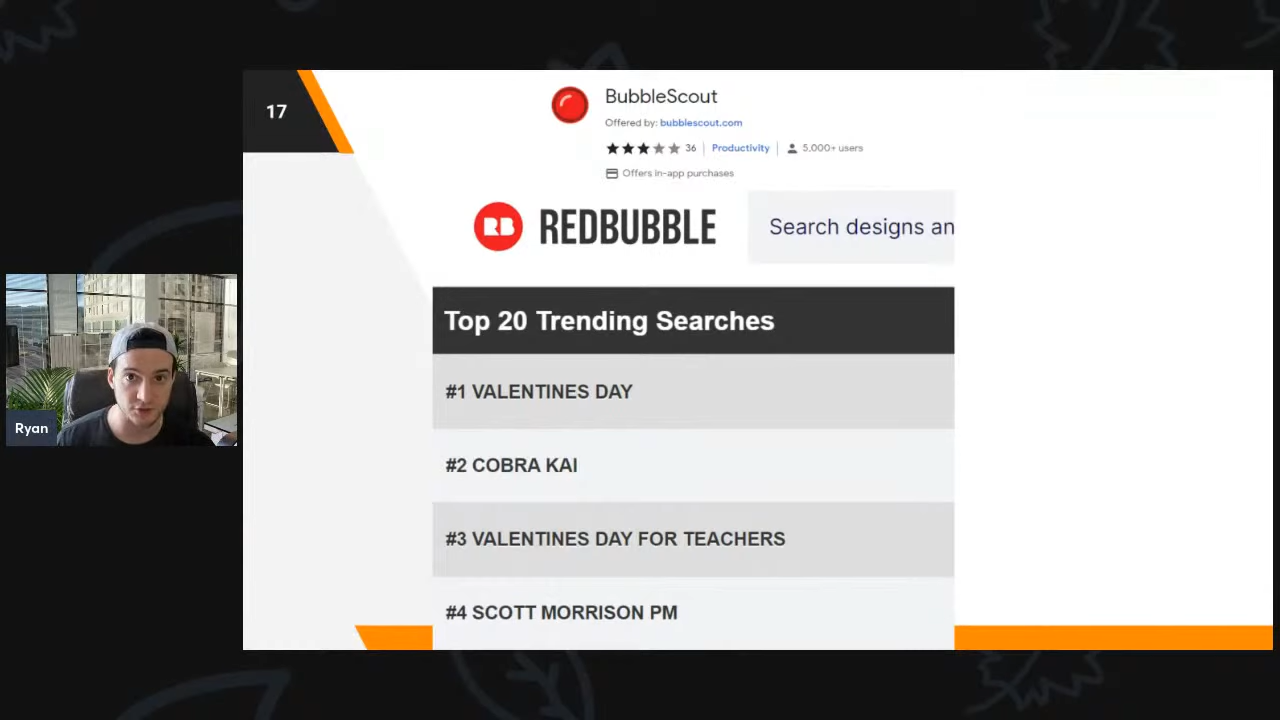 17
BubbleScout
Offered by: bubblescout.com
36 Productivity 5,000+ users
Offers in-app purchases
RB REDBUBBLE Search designs an
Top 20 Trending Searches
#1 VALENTINES DAY
#2 COBRA KAI
#3 VALENTINES DAY FOR TEACHERS
#4 SCOTT MORRISON PM
Ryan